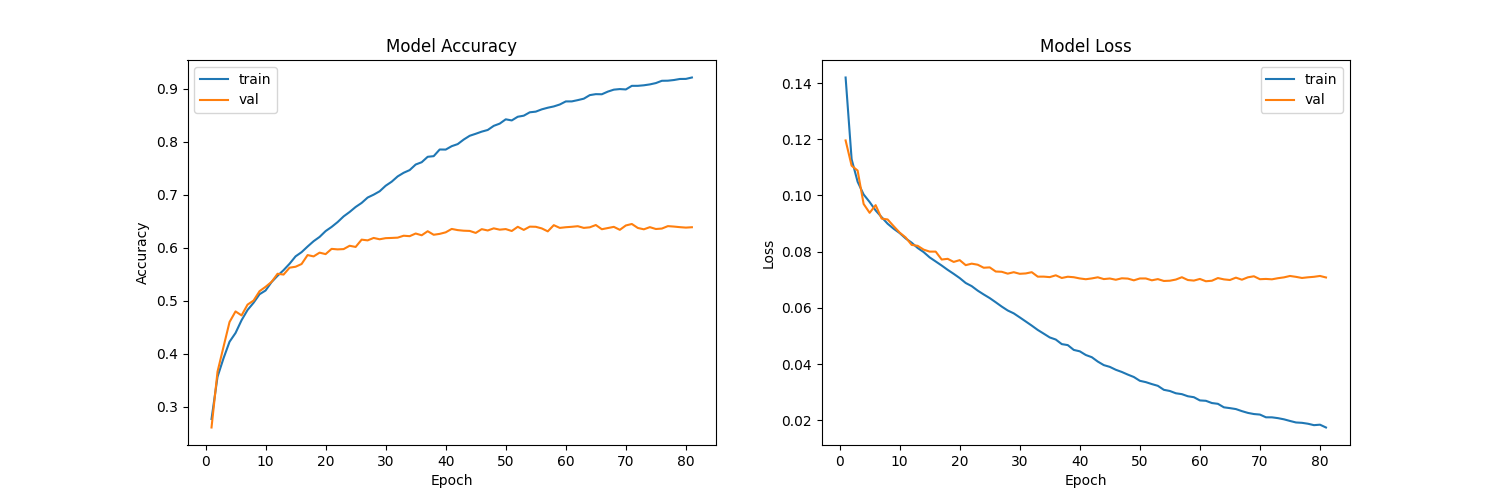 Model Accuracy
train
val
0.9
0.8
0.7
0.6
0.5
0.4
0.3
Accuracy
0 10 20 30 40 50 60 70 80
Epoch
Model Loss
train
val
0.14
0.12
0.10
0.08
0.06
0.04
0.02
Loss
0 10 20 30 40 50 60 70 80
Epoch